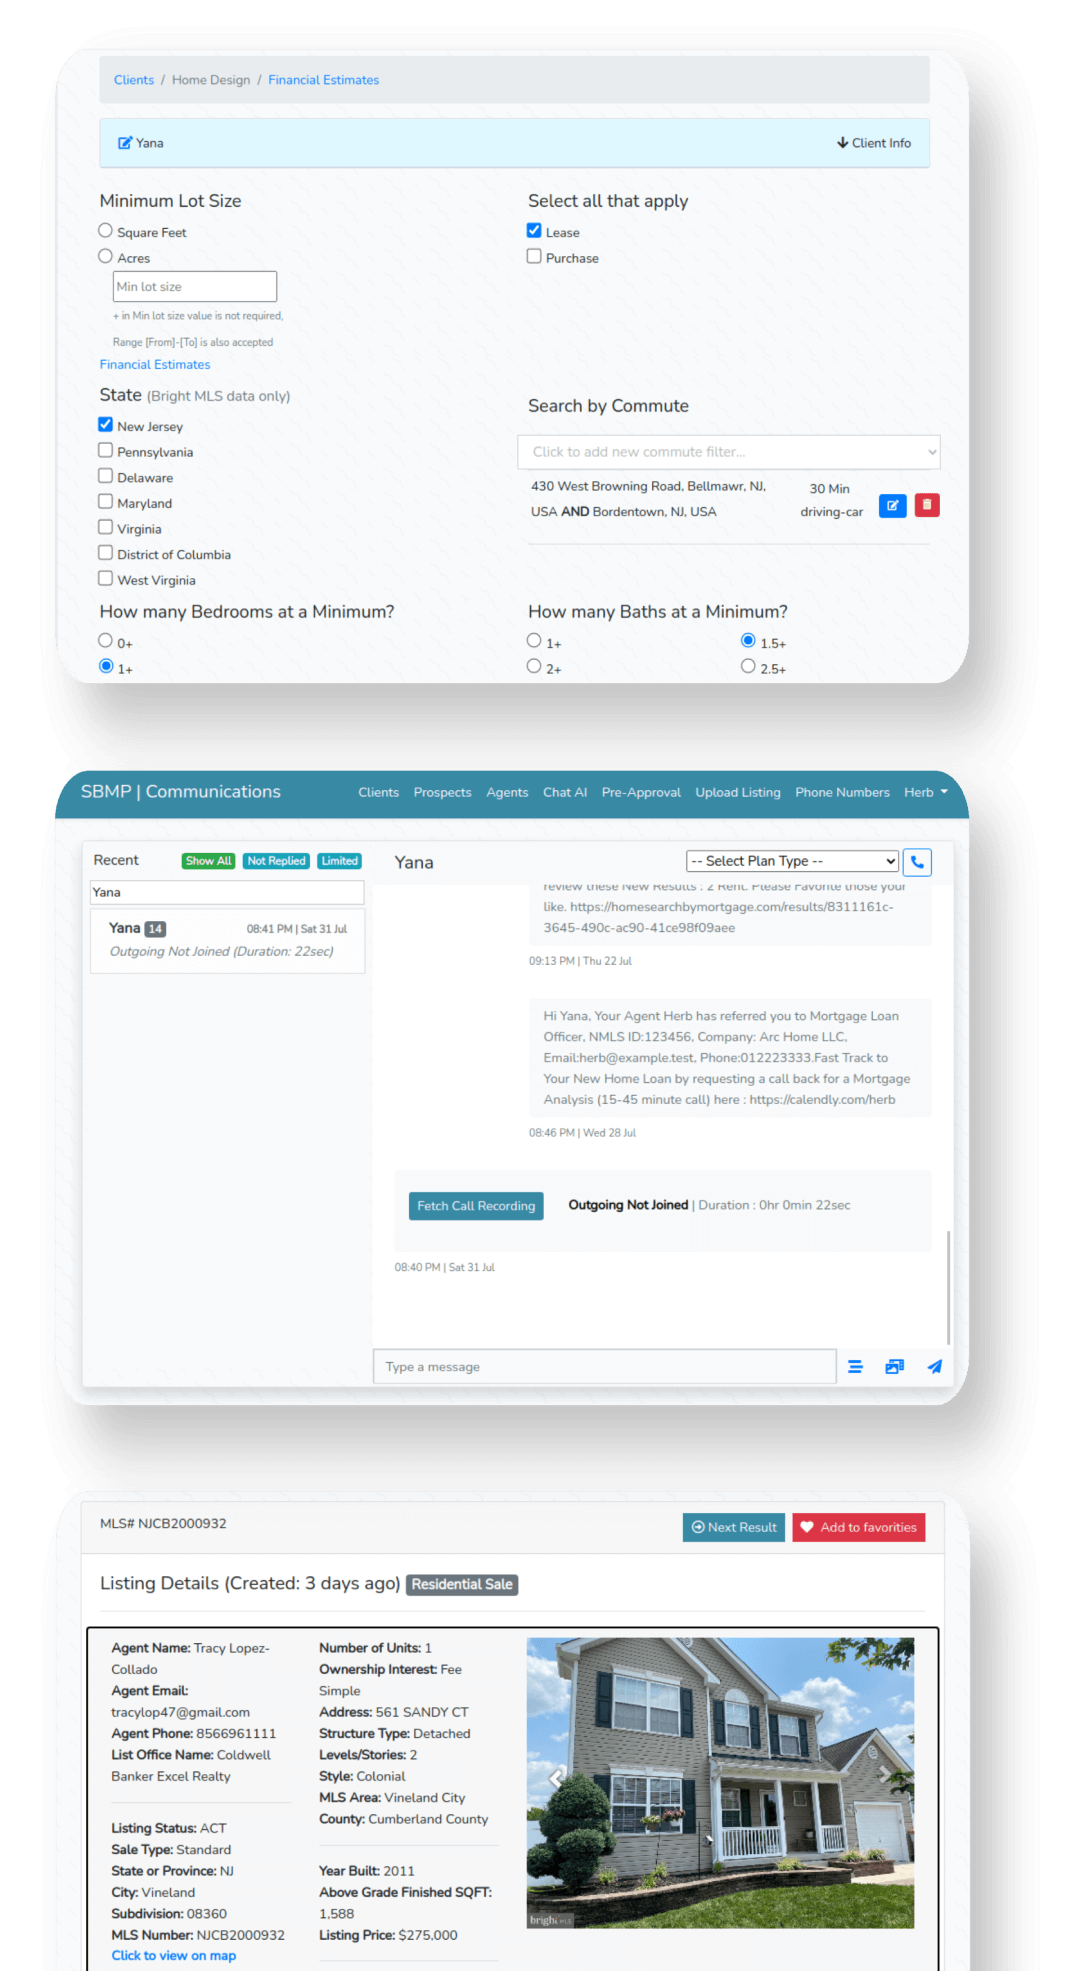 Clients / Home Design / Financial Estimates
Yana
Client Info
Minimum Lot Size
Square Feet
Acres
Min lot size
+ in Min lot size value is not required,
Range [From]-[To] is also accepted
Financial Estimates
Select all that apply
Lease
Purchase
State (Bright MLS data only)
New Jersey
Pennsylvania
Delaware
Maryland
Virginia
District of Columbia
West Virginia
Search by Commute
Click to add new commute filter...
430 West Browning Road, Bellmawr, NJ,
USA AND Bordentown, NJ, USA
30 Min
driving-car
How many Bedrooms at a Minimum?
0+
1+
How many Baths at a Minimum?
1+
1.5+
2+
2.5+
SBMP | Communications
Clients Prospects Agents Chat AI Pre-Approval Upload Listing Phone Numbers Herb
Recent Show All Not Replied Limited
Yana
Yana 14 08:41 PM | Sat 31 Jul
Outgoing Not Joined (Duration: 22sec)
Yana
-- Select Plan Type --
review these New Results : 2 Rent. Please Favorite those your
like. https://homesearchbymortgage.com/results/8311161c-
3645-490c-ac90-41ce98f09aee
09:13 PM | Thu 22 Jul
Hi Yana, Your Agent Herb has referred you to Mortgage Loan
Officer, NMLS ID:123456, Company: Arc Home LLC,
Email:herb@example.test, Phone:012223333.Fast Track to
Your New Home Loan by requesting a call back for a Mortgage
Analysis (15-45 minute call) here : https://calendly.com/herb
08:46 PM | Wed 28 Jul
Fetch Call Recording
Outgoing Not Joined | Duration : 0hr 0min 22sec
08:40 PM | Sat 31 Jul
Type a message
MLS# NJCB2000932
Next Result
Add to favorities
Listing Details (Created: 3 days ago) Residential Sale
Agent Name: Tracy Lopez-
Collado
Agent Email:
tracylop47@gmail.com
Agent Phone: 8566961111
List Office Name: Coldwell
Banker Excel Realty
Listing Status: ACT
Sale Type: Standard
State or Province: NJ
City: Vineland
Subdivision: 08360
MLS Number: NJCB2000932
Click to view on map
Number of Units: 1
Ownership Interest: Fee
Simple
Address: 561 SANDY CT
Structure Type: Detached
Levels/Stories: 2
Style: Colonial
MLS Area: Vineland City
County: Cumberland County
Year Built: 2011
Above Grade Finished SQFT:
1,588
Listing Price: $275,000
bright MLS